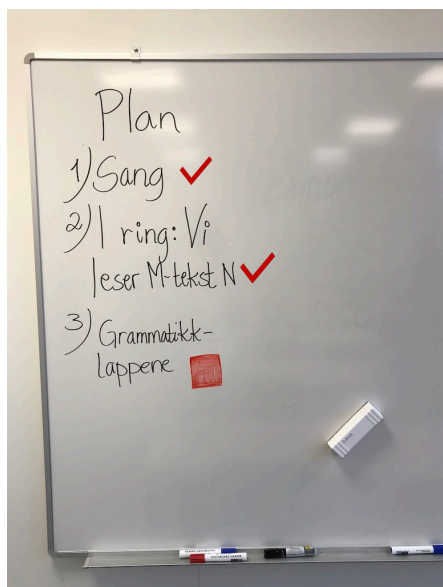 Plan
1) Sang
2) I ring: Vi
leser M-tekst N
3) Grammatikk-
lappene